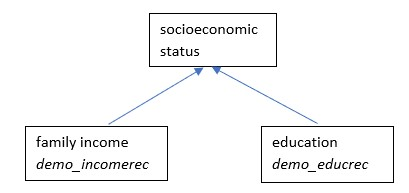 socioeconomic
status
family income
demo_incomerec
education
demo_educrec